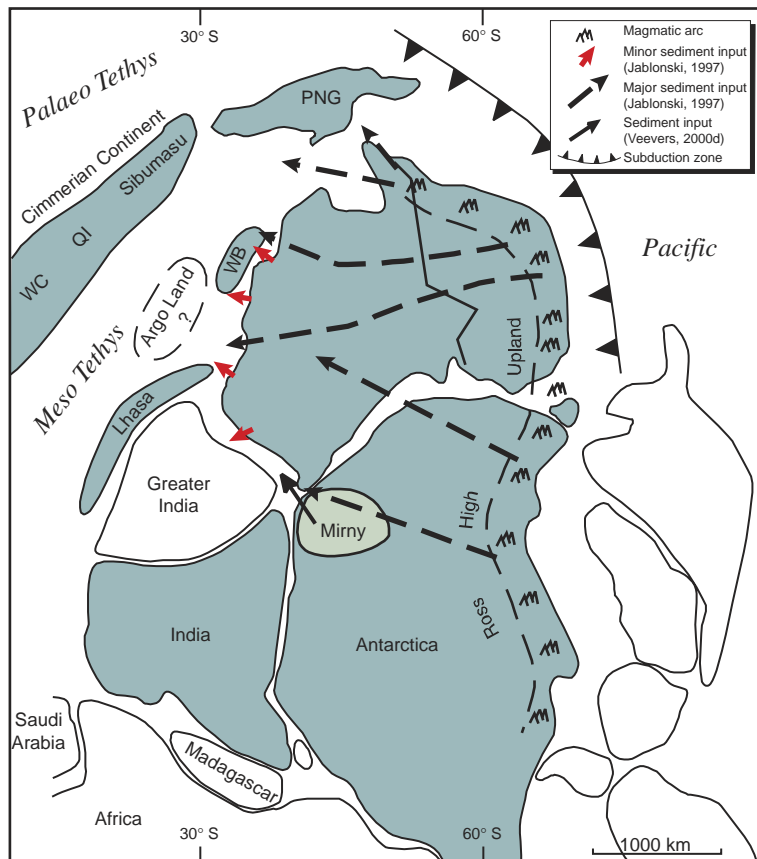 30° S
60° S
Magmatic arc
Minor sediment input
(Jablonski, 1997)
Major sediment input
(Jablonski, 1997)
Sediment input
(Veevers, 2000d)
Subduction zone
Palaeo Tethys
PNG
Cimmerian Continent
Sibumasu
QI
WC
WB
Pacific
Argo Land
?
Meso Tethys
Upland
Lhasa
Greater
India
High
Mirny
Ross
India
Antarctica
Saudi
Arabia
Madagascar
Africa
30° S
60° S
1000 km